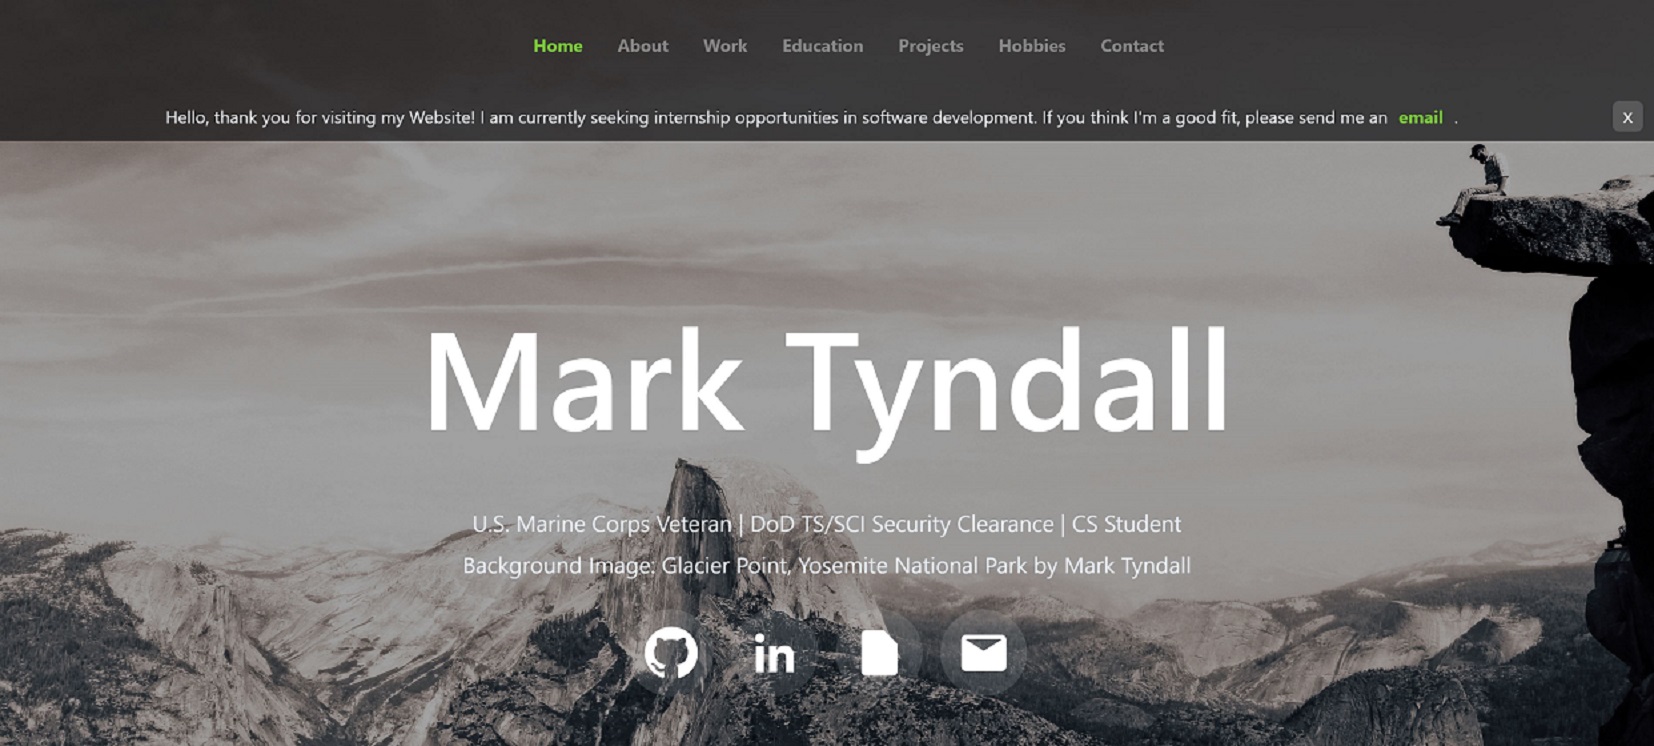 Home About Work Education Projects Hobbies Contact
Hello, thank you for visiting my Website! I am currently seeking internship opportunities in software development. If you think I'm a good fit, please send me an email .
X
Mark Tyndall
U.S. Marine Corps Veteran | DoD TS/SCI Security Clearance | CS Student
Background Image: Glacier Point, Yosemite National Park by Mark Tyndall
in